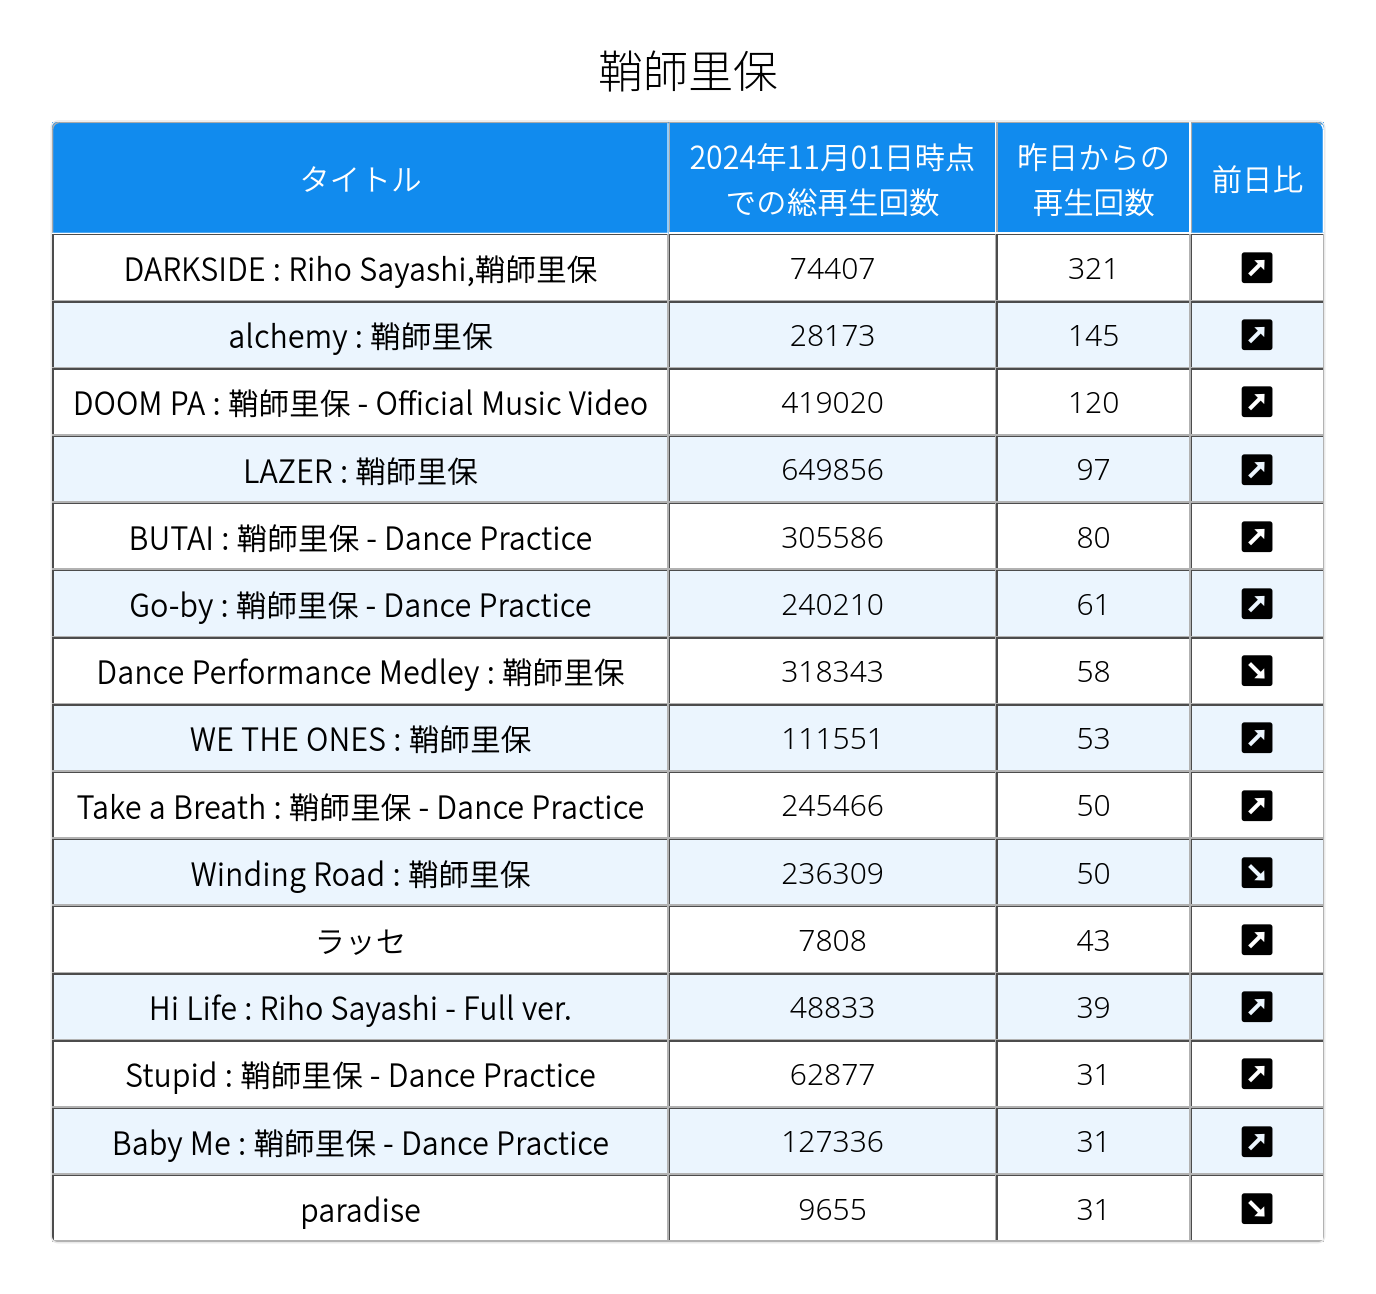 鞘師里保
タイトル 2024年11月01日時点での総再生回数 昨日からの再生回数 前日比
DARKSIDE : Riho Sayashi,鞘師里保 74407 321 ↗
alchemy : 鞘師里保 28173 145 ↗
DOOM PA : 鞘師里保 - Official Music Video 419020 120 ↗
LAZER : 鞘師里保 649856 97 ↗
BUTAI : 鞘師里保 - Dance Practice 305586 80 ↗
Go-by : 鞘師里保 - Dance Practice 240210 61 ↗
Dance Performance Medley : 鞘師里保 318343 58 ↘
WE THE ONES : 鞘師里保 111551 53 ↗
Take a Breath : 鞘師里保 - Dance Practice 245466 50 ↗
Winding Road : 鞘師里保 236309 50 ↘
ラッセ 7808 43 ↗
Hi Life : Riho Sayashi - Full ver. 48833 39 ↗
Stupid : 鞘師里保 - Dance Practice 62877 31 ↗
Baby Me : 鞘師里保 - Dance Practice 127336 31 ↗
paradise 9655 31 ↘